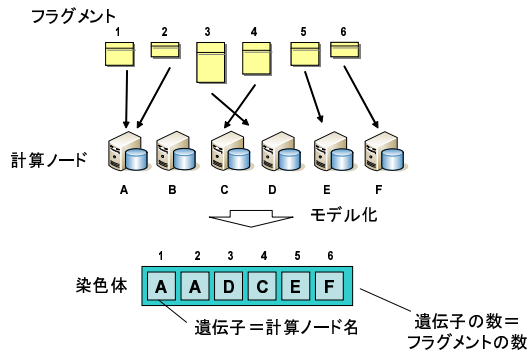 フラグメント
1 2 3 4 5 6
計算ノード
A B C D E F
モデル化
1 2 3 4 5 6
染色体 A A D C E F
遺伝子＝計算ノード名
遺伝子の数＝
フラグメントの数